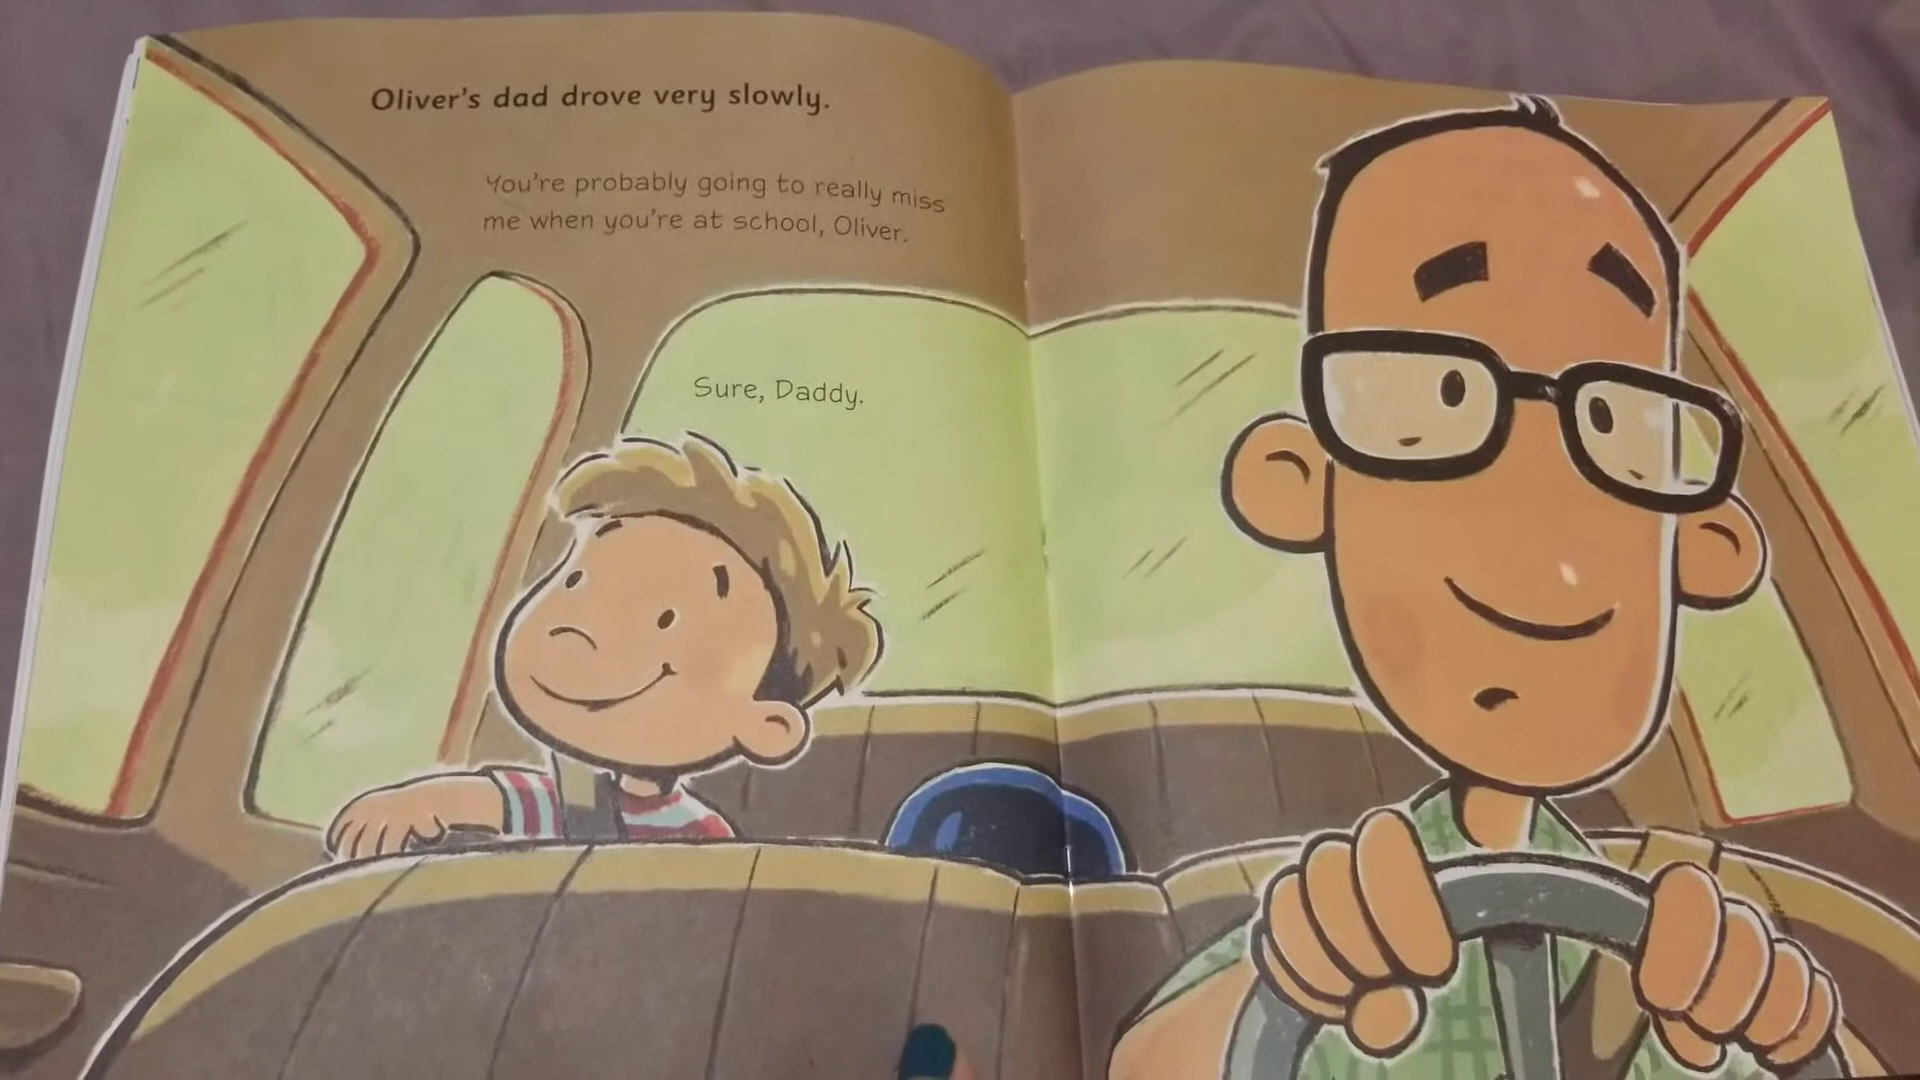 Oliver's dad drove very slowly.
You're probably going to really miss
me when you're at school, Oliver.
Sure, Daddy.